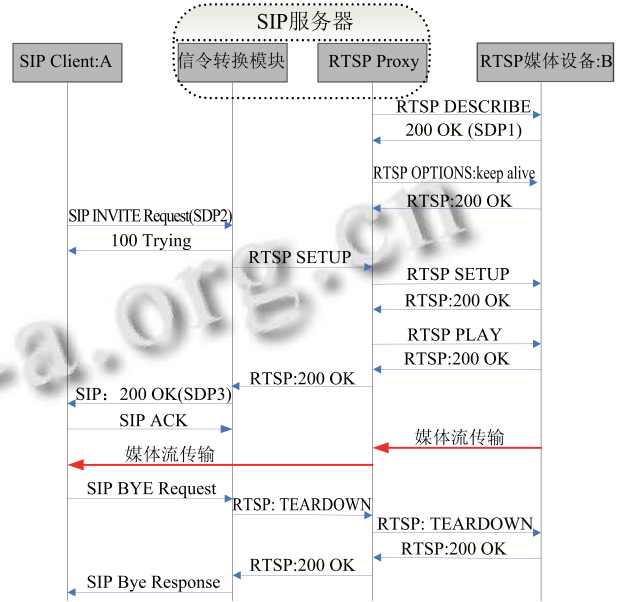 SIP服务器
SIP Client:A
信令转换模块
RTSP Proxy
RTSP媒体设备:B
RTSP DESCRIBE
200 OK (SDP1)
RTSP OPTIONS:keep alive
RTSP:200 OK
SIP INVITE Request(SDP2)
100 Trying
RTSP SETUP
RTSP SETUP
RTSP:200 OK
RTSP PLAY
RTSP:200 OK
RTSP:200 OK
SIP：200 OK(SDP3)
SIP ACK
媒体流传输
媒体流传输
SIP BYE Request
RTSP: TEARDOWN
RTSP: TEARDOWN
RTSP:200 OK
RTSP:200 OK
SIP Bye Response
-a.org.cn